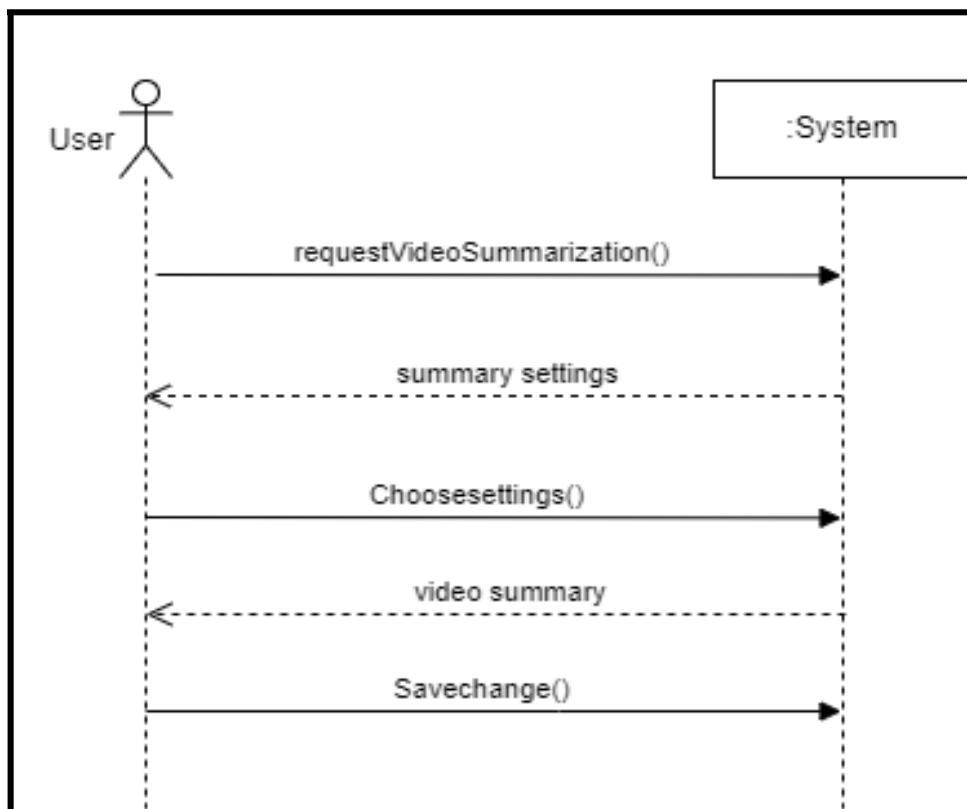 User
:System
requestVideoSummarization()
summary settings
Choosesettings()
video summary
Savechange()